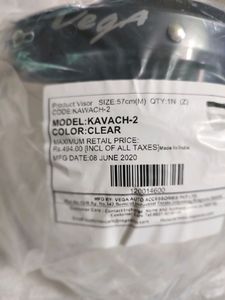 Vega
Product Visor SIZE:57cm(M) QTY:1N (Z)
CODE:KAWACH-2
MODEL:KAVACH-2
COLOR:CLEAR
MAXIMUM RETAIL PRICE:
Rs.494.00 [INCL OF ALL TAXES] Made in India
MFG DATE:08 JUNE 2020
120014600
VEGA AUTO ACCESSORIES PVT LTD